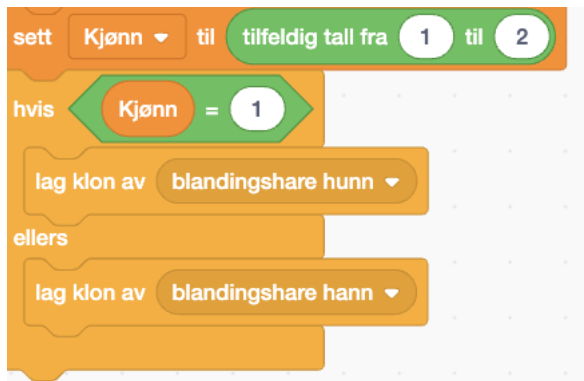 sett Kjønn til tilfeldig tall fra 1 til 2
hvis Kjønn = 1
lag klon av blandingshare hunn
ellers
lag klon av blandingshare hann